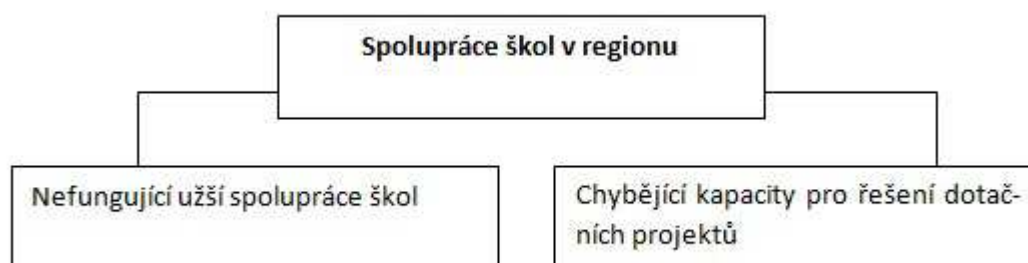 Spolupráce škol v regionu
Nefungující užší spolupráce škol
Chybějící kapacity pro řešení dotač-
ních projektů